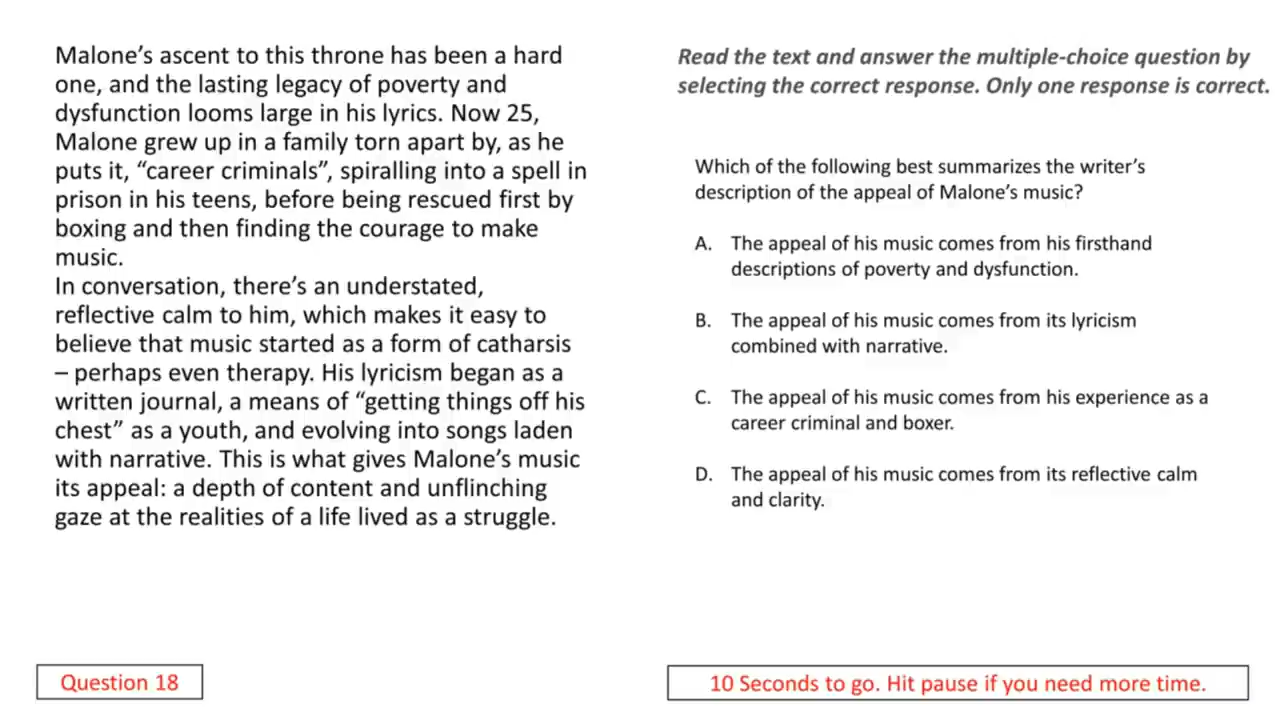 Malone’s ascent to this throne has been a hard
one, and the lasting legacy of poverty and
dysfunction looms large in his lyrics. Now 25,
Malone grew up in a family torn apart by, as he
puts it, “career criminals”, spiralling into a spell in
prison in his teens, before being rescued first by
boxing and then finding the courage to make
music.
In conversation, there’s an understated,
reflective calm to him, which makes it easy to
believe that music started as a form of catharsis
– perhaps even therapy. His lyricism began as a
written journal, a means of “getting things off his
chest” as a youth, and evolving into songs laden
with narrative. This is what gives Malone’s music
its appeal: a depth of content and unflinching
gaze at the realities of a life lived as a struggle.
Question 18
Read the text and answer the multiple-choice question by
selecting the correct response. Only one response is correct.
Which of the following best summarizes the writer’s
description of the appeal of Malone’s music?
A. The appeal of his music comes from his firsthand
descriptions of poverty and dysfunction.
B. The appeal of his music comes from its lyricism
combined with narrative.
C. The appeal of his music comes from his experience as a
career criminal and boxer.
D. The appeal of his music comes from its reflective calm
and clarity.
10 Seconds to go. Hit pause if you need more time.